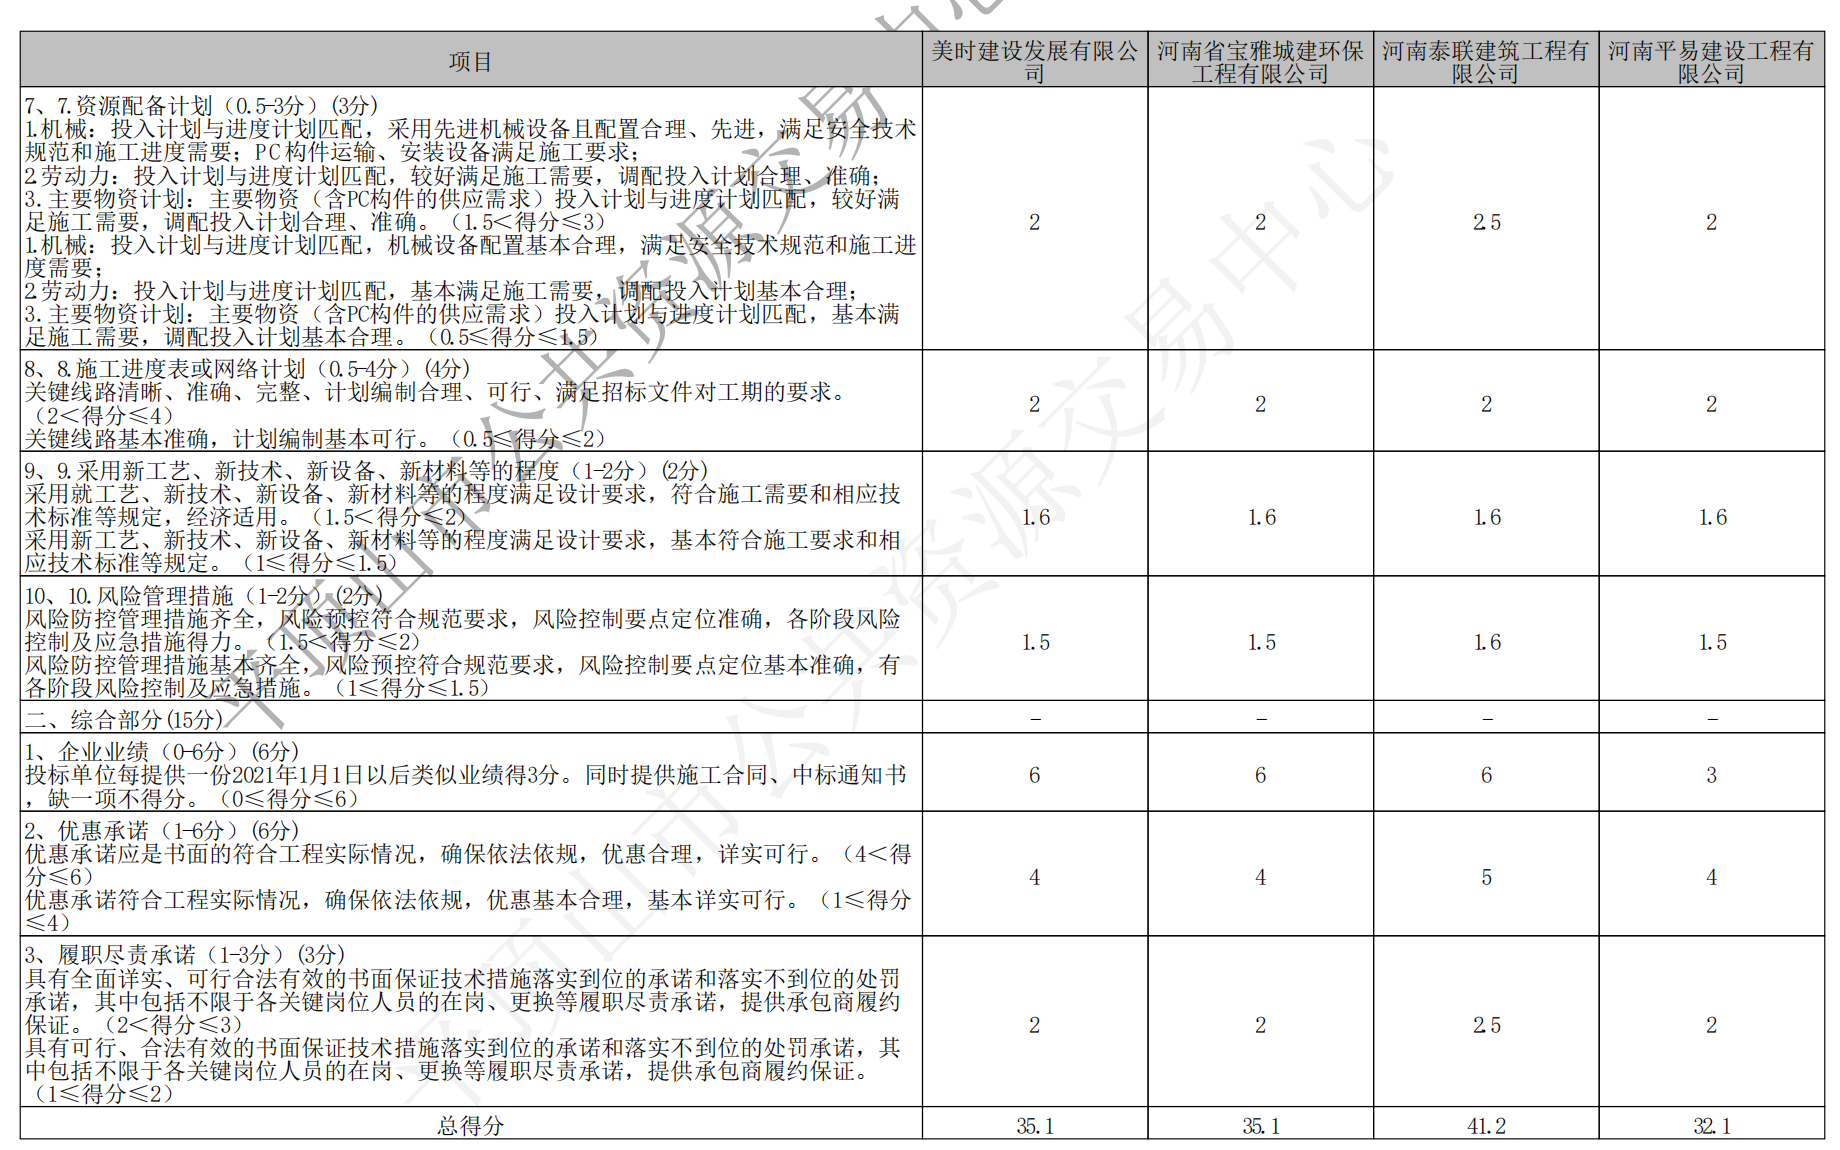 项目
美时建设发展有限公
司
河南省宝雅城建环保
工程有限公司
河南泰联建筑工程有
限公司
河南平易建设工程有
限公司
7、7.资源配备计划（0.5-3分）(3分)
1.机械：投入计划与进度计划匹配，采用先进机械设备且配置合理、先进，满足安全技术
规范和施工进度需要；PC构件运输、安装设备满足施工要求；
2.劳动力：投入计划与进度计划匹配，较好满足施工需要，调配投入计划合理、准确；
3.主要物资计划：主要物资（含PC构件的供应需求）投入计划与进度计划匹配，较好满
足施工需要，调配投入计划合理、准确。（1.5＜得分≤3）
1.机械：投入计划与进度计划匹配，机械设备配置基本合理，满足安全技术规范和施工进
度需要；
2.劳动力：投入计划与进度计划匹配，基本满足施工需要，调配投入计划基本合理；
3.主要物资计划：主要物资（含PC构件的供应需求）投入计划与进度计划匹配，基本满
足施工需要，调配投入计划基本合理。（0.5≤得分≤1.5）
2
2
2.5
2
8、8.施工进度表或网络计划（0.5-4分）(4分)
关键线路清晰、准确、完整、计划编制合理、可行、满足招标文件对工期的要求。
（2＜得分≤4）
关键线路基本准确，计划编制基本可行。（0.5≤得分≤2）
2
2
2
2
9、9.采用新工艺、新技术、新设备、新材料等的程度（1-2分）(2分)
采用就工艺、新技术、新设备、新材料等的程度满足设计要求，符合施工需要和相应技
术标准等规定，经济适用。（1.5＜得分≤2）
采用新工艺、新技术、新设备、新材料等的程度满足设计要求，基本符合施工要求和相
应技术标准等规定。（1≤得分≤1.5）
1.6
1.6
1.6
1.6
10、10.风险管理措施（1-2分）(2分)
风险防控管理措施齐全，风险预控符合规范要求，风险控制要点定位准确，各阶段风险
控制及应急措施得力。（1.5＜得分≤2）
风险防控管理措施基本齐全，风险预控符合规范要求，风险控制要点定位基本准确，有
各阶段风险控制及应急措施。（1≤得分≤1.5）
1.5
1.5
1.6
1.5
二、综合部分(15分)
-
-
-
-
1、企业业绩（0-6分）(6分)
投标单位每提供一份2021年1月1日以后类似业绩得3分。同时提供施工合同、中标通知书
，缺一项不得分。（0≤得分≤6）
6
6
6
3
2、优惠承诺（1-6分）(6分)
优惠承诺应是书面的符合工程实际情况，确保依法依规，优惠合理，详实可行。（4＜得
分≤6）
优惠承诺符合工程实际情况，确保依法依规，优惠基本合理，基本详实可行。（1≤得分
≤4）
4
4
5
4
3、履职尽责承诺（1-3分）(3分)
具有全面详实、可行合法有效的书面保证技术措施落实到位的承诺和落实不到位的处罚
承诺，其中包括不限于各关键岗位人员的在岗、更换等履职尽责承诺，提供承包商履约
保证。（2＜得分≤3）
具有可行、合法有效的书面保证技术措施落实到位的承诺和落实不到位的处罚承诺，其
中包括不限于各关键岗位人员的在岗、更换等履职尽责承诺，提供承包商履约保证。
（1≤得分≤2）
2
2
2.5
2
总得分
35.1
35.1
41.2
32.1
平顶山市公共资源交易中心
平顶山市公共资源交易中心